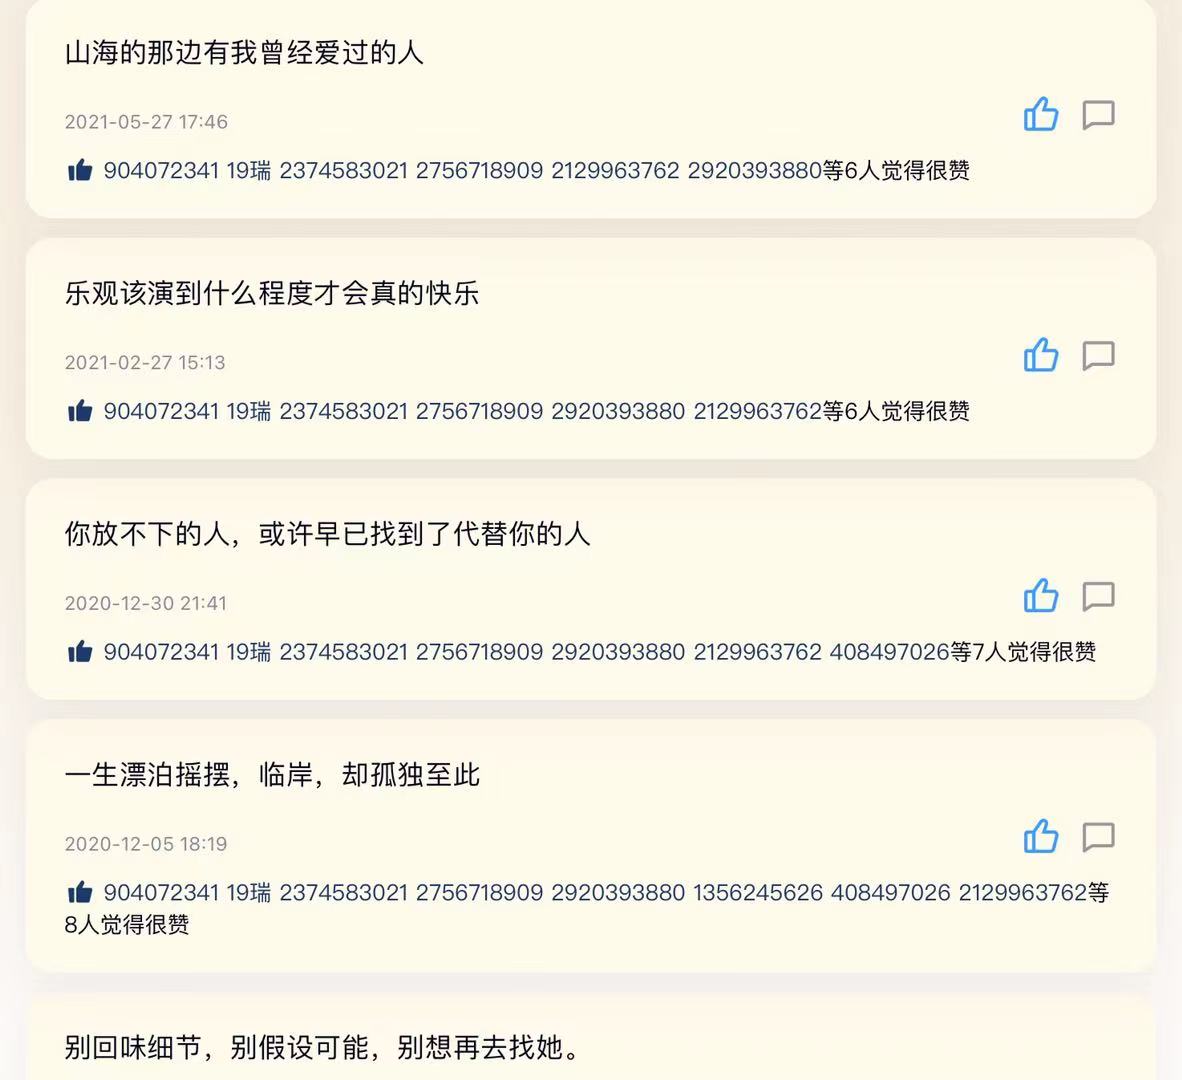 山海的那边有我曾经爱过的人
2021-05-27 17:46
904072341 19瑞 2374583021 2756718909 2129963762 2920393880等6人觉得很赞
乐观该演到什么程度才会真的快乐
2021-02-27 15:13
904072341 19瑞 2374583021 2756718909 2920393880 2129963762等6人觉得很赞
你放不下的人，或许早已找到了代替你的人
2020-12-30 21:41
904072341 19瑞 2374583021 2756718909 2920393880 2129963762 408497026等7人觉得很赞
一生漂泊摇摆，临岸，却孤独至此
2020-12-05 18:19
904072341 19瑞 2374583021 2756718909 2920393880 1356245626 408497026 2129963762等
8人觉得很赞
别回味细节，别假设可能，别想再去找她。